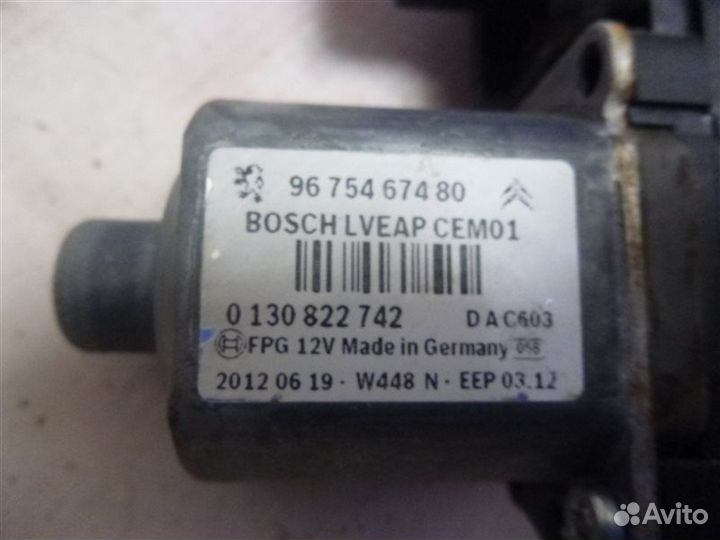 96 754 674 80
BOSCH LVEAP CEM01
0 130 822 742 D A C603
FPG 12V Made in Germany
2012 06 19 · W448 N · EEP 03.12
Avito